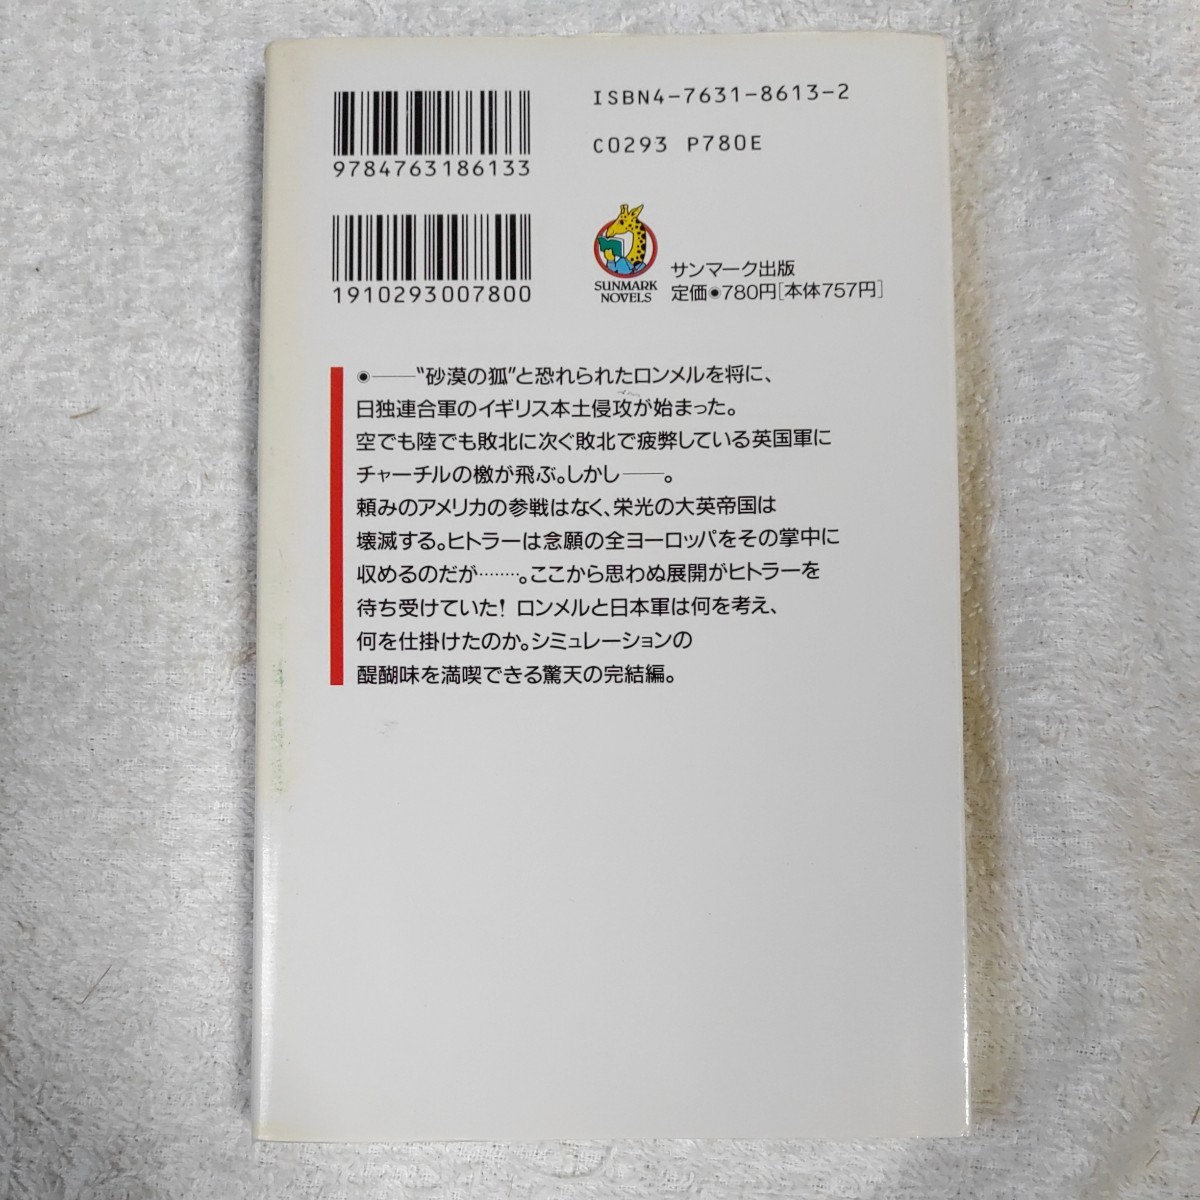 ISBN4-7631-8613-2
C0293 P780E
9784763186133
1910293007800
SUNMARK
NOVELS
サンマーク出版
定価◉780円[本体757円]
◉――“砂漠の狐”と恐れられたロンメルを将に、
日独連合軍のイギリス本土侵攻が始まった。
空でも陸でも敗北に次ぐ敗北で疲弊している英国軍に
チャーチルの檄が飛ぶ。しかし――。
頼みのアメリカの参戦はなく、栄光の大英帝国は
壊滅する。ヒトラーは念願の全ヨーロッパをその掌中に
収めるのだが………。ここから思わぬ展開がヒトラーを
待ち受けていた! ロンメルと日本軍は何を考え、
何を仕掛けたのか。シミュレーションの
醍醐味を満喫できる驚天の完結編。